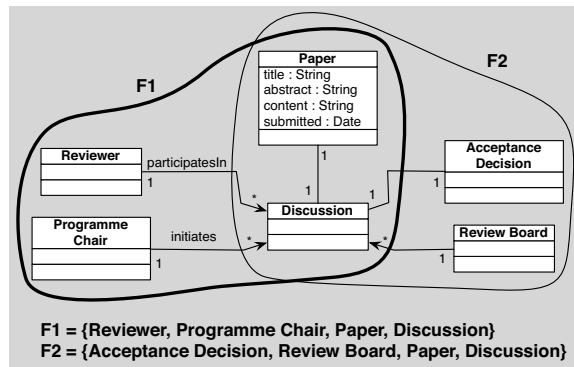 F1
F2
Paper
title : String
abstract : String
content : String
submitted : Date
Reviewer
participatesIn
1
*
1
1
Acceptance
Decision
1
1
Discussion
Programme
Chair
initiates
1
*
*
Review Board
1
F1 = {Reviewer, Programme Chair, Paper, Discussion}
F2 = {Acceptance Decision, Review Board, Paper, Discussion}